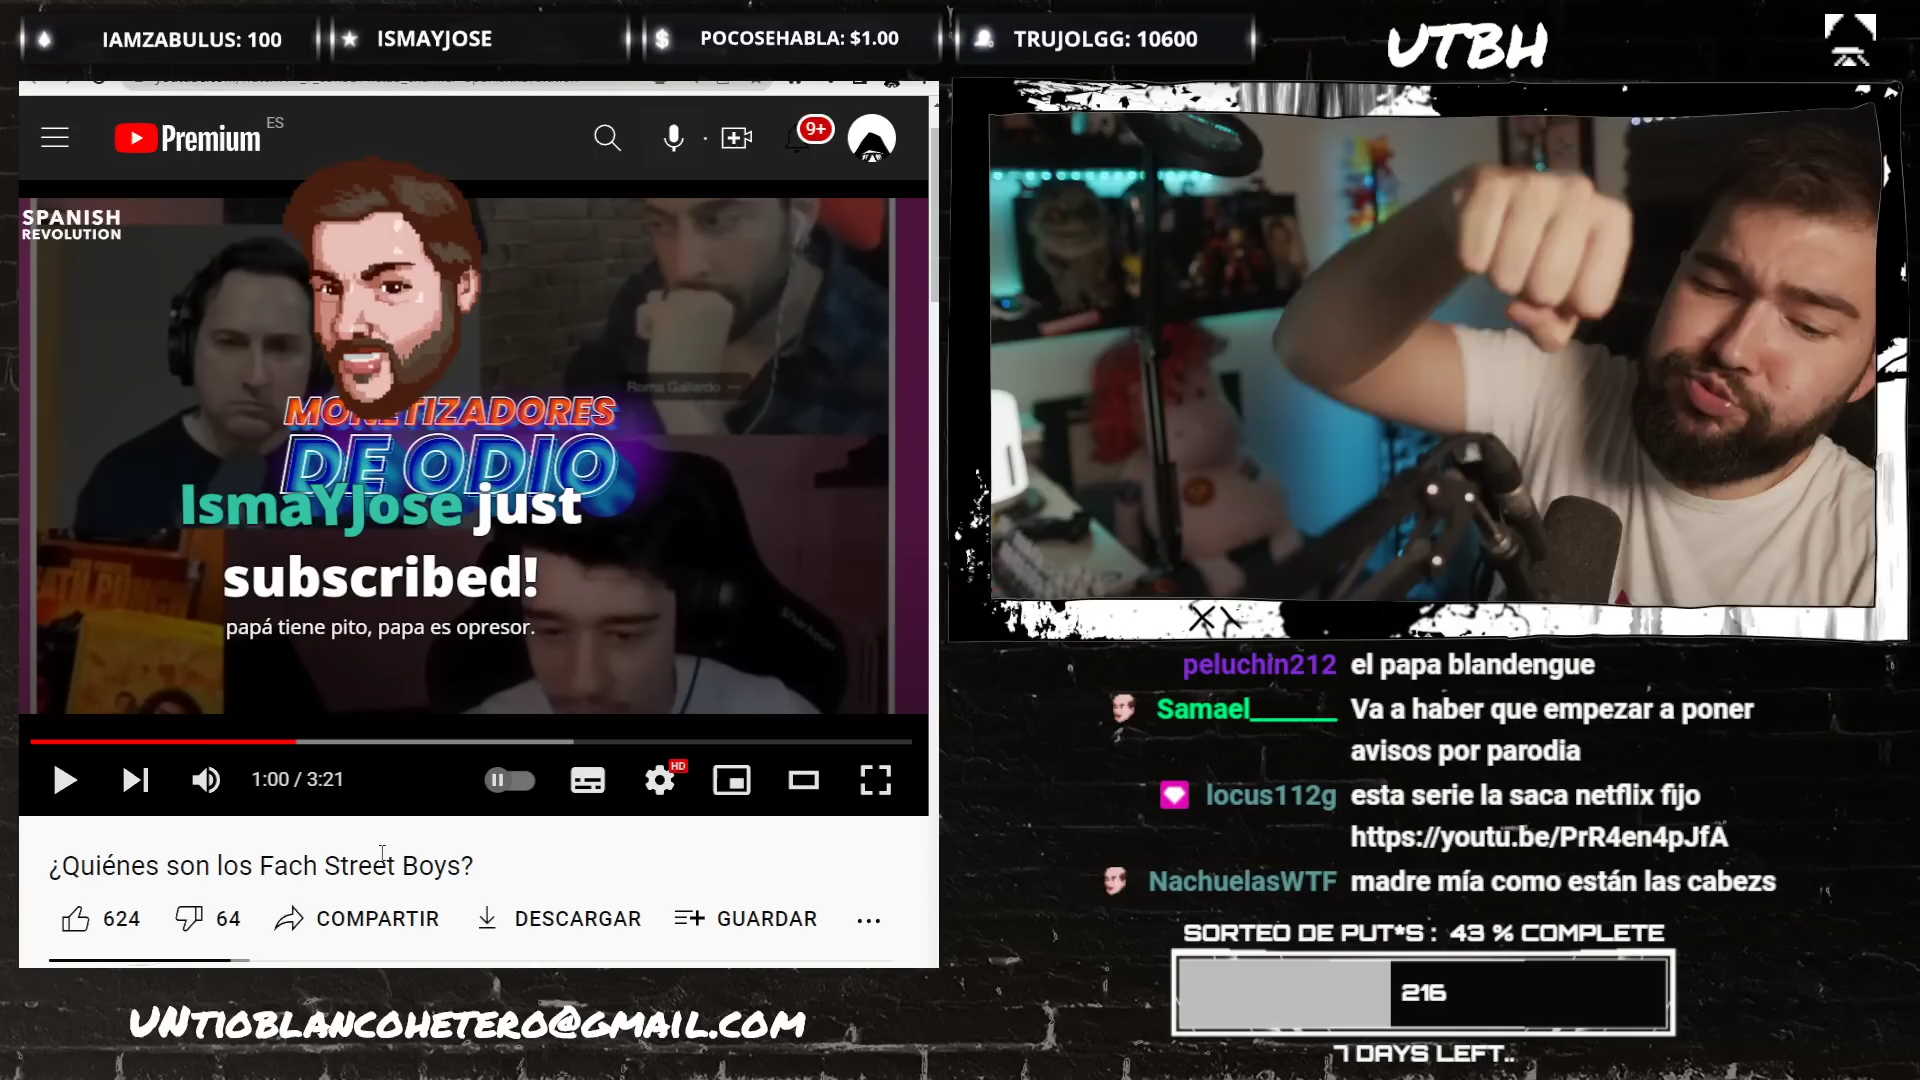 IAMZABULUS: 100
ISMAYJOSE
POCOSEHABLA: $1.00
TRUJOLGG: 10600
UTBH
Premium
ES
9+
SPANISH
REVOLUTION
Roma Gallardo
MONETIZADORES
DE ODIO
IsmaYJose just
subscribed!
papá tiene pito, papa es opresor.
HD
1:00 / 3:21
¿Quiénes son los Fach Street Boys?
624
64
COMPARTIR
DESCARGAR
GUARDAR
UNtioblancohetero@gmail.com
peluchin212 el papa blandengue
Samael_______ Va a haber que empezar a poner
avisos por parodia
locus112g esta serie la saca netflix fijo
https://youtu.be/PrR4en4pJfA
NachuelasWTF madre mía como están las cabezs
SORTEO DE PUT*S : 43 % COMPLETE
216
7 DAYS LEFT..